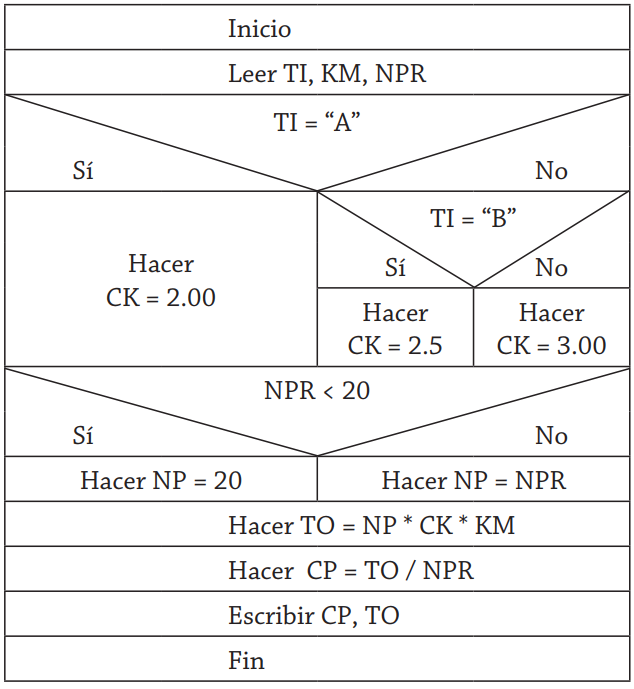 Inicio
Leer TI, KM, NPR
TI = “A”
Sí
No
TI = “B”
Sí
No
Hacer
CK = 2.00
Hacer
CK = 2.5
Hacer
CK = 3.00
NPR < 20
Sí
No
Hacer NP = 20
Hacer NP = NPR
Hacer TO = NP * CK * KM
Hacer  CP = TO / NPR
Escribir CP, TO
Fin